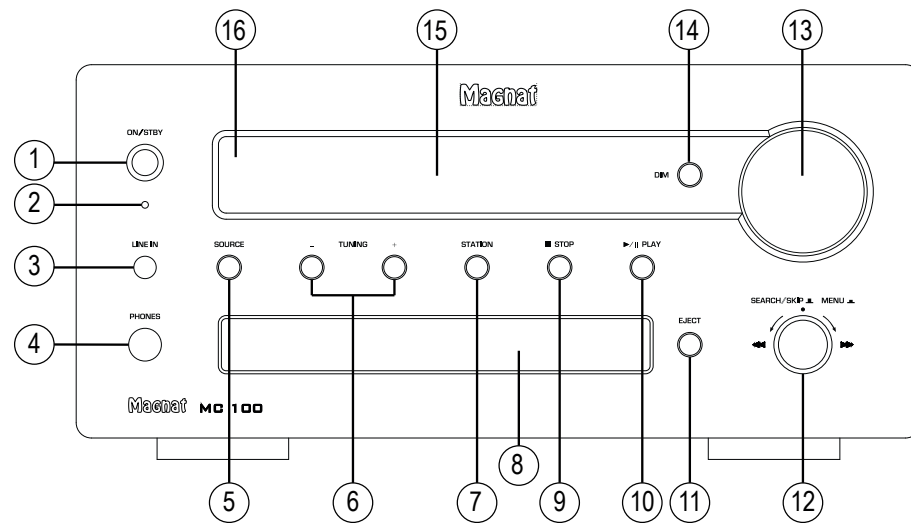 16 15 14 13
Magnat
ON/STBY
1
DIM
2
LINE IN SOURCE - TUNING + STATION ■ STOP ▶/II PLAY
3
SEARCH/SKIP MENU
PHONES
EJECT
4
Magnat MC 100
5 6 7 8 9 10 11 12